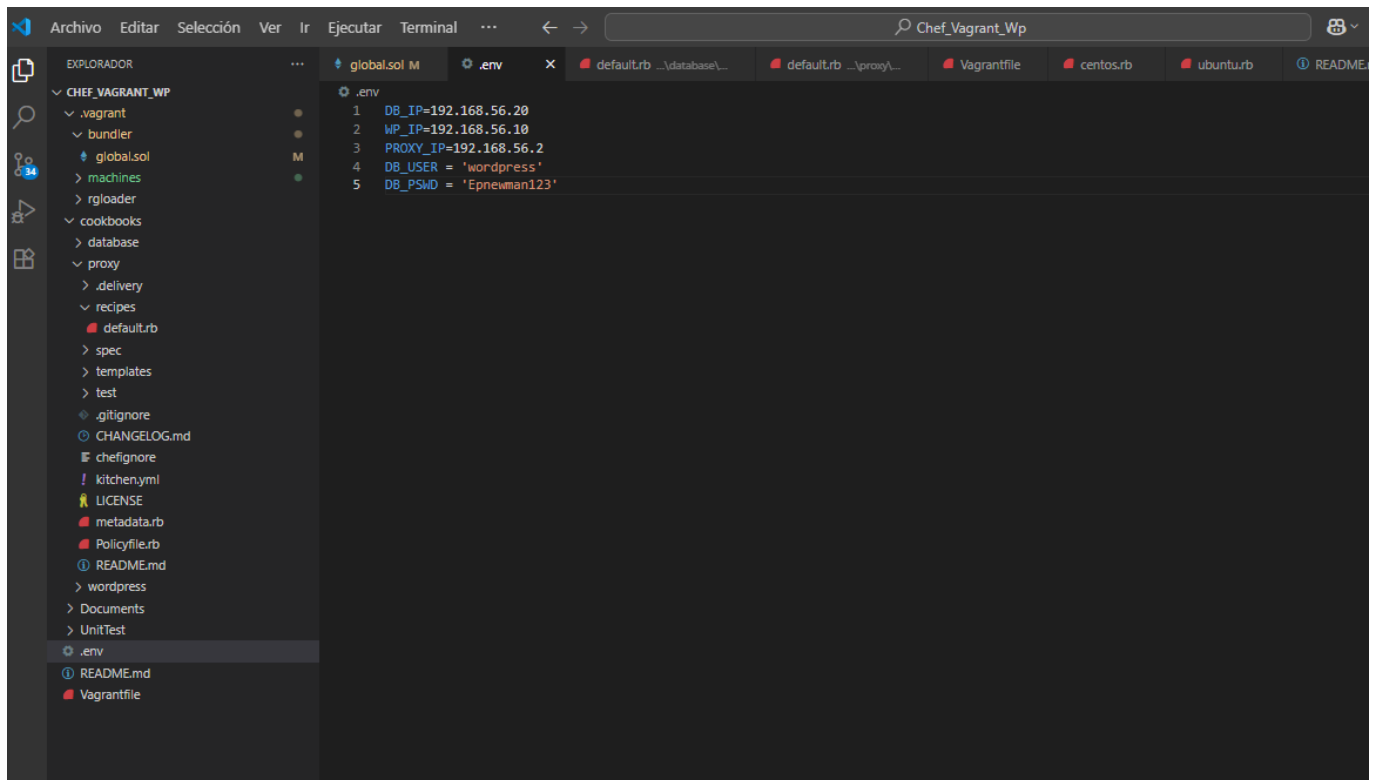 Archivo Editar Selección Ver Ir Ejecutar Terminal ··· Chef_Vagrant_Wp
EXPLORADOR ···
global.sol M .env default.rb ...\database\... default.rb ...\proxy\... Vagrantfile centos.rb ubuntu.rb README.
CHEF_VAGRANT_WP
.vagrant
bundler
global.sol M
34
machines
rgloader
cookbooks
database
proxy
.delivery
recipes
default.rb
spec
templates
test
.gitignore
CHANGELOG.md
chefignore
kitchen.yml
LICENSE
metadata.rb
Policyfile.rb
README.md
wordpress
Documents
UnitTest
.env
README.md
Vagrantfile
.env
1 DB_IP=192.168.56.20
2 WP_IP=192.168.56.10
3 PROXY_IP=192.168.56.2
4 DB_USER = 'wordpress'
5 DB_PSWD = 'Epnewman123'